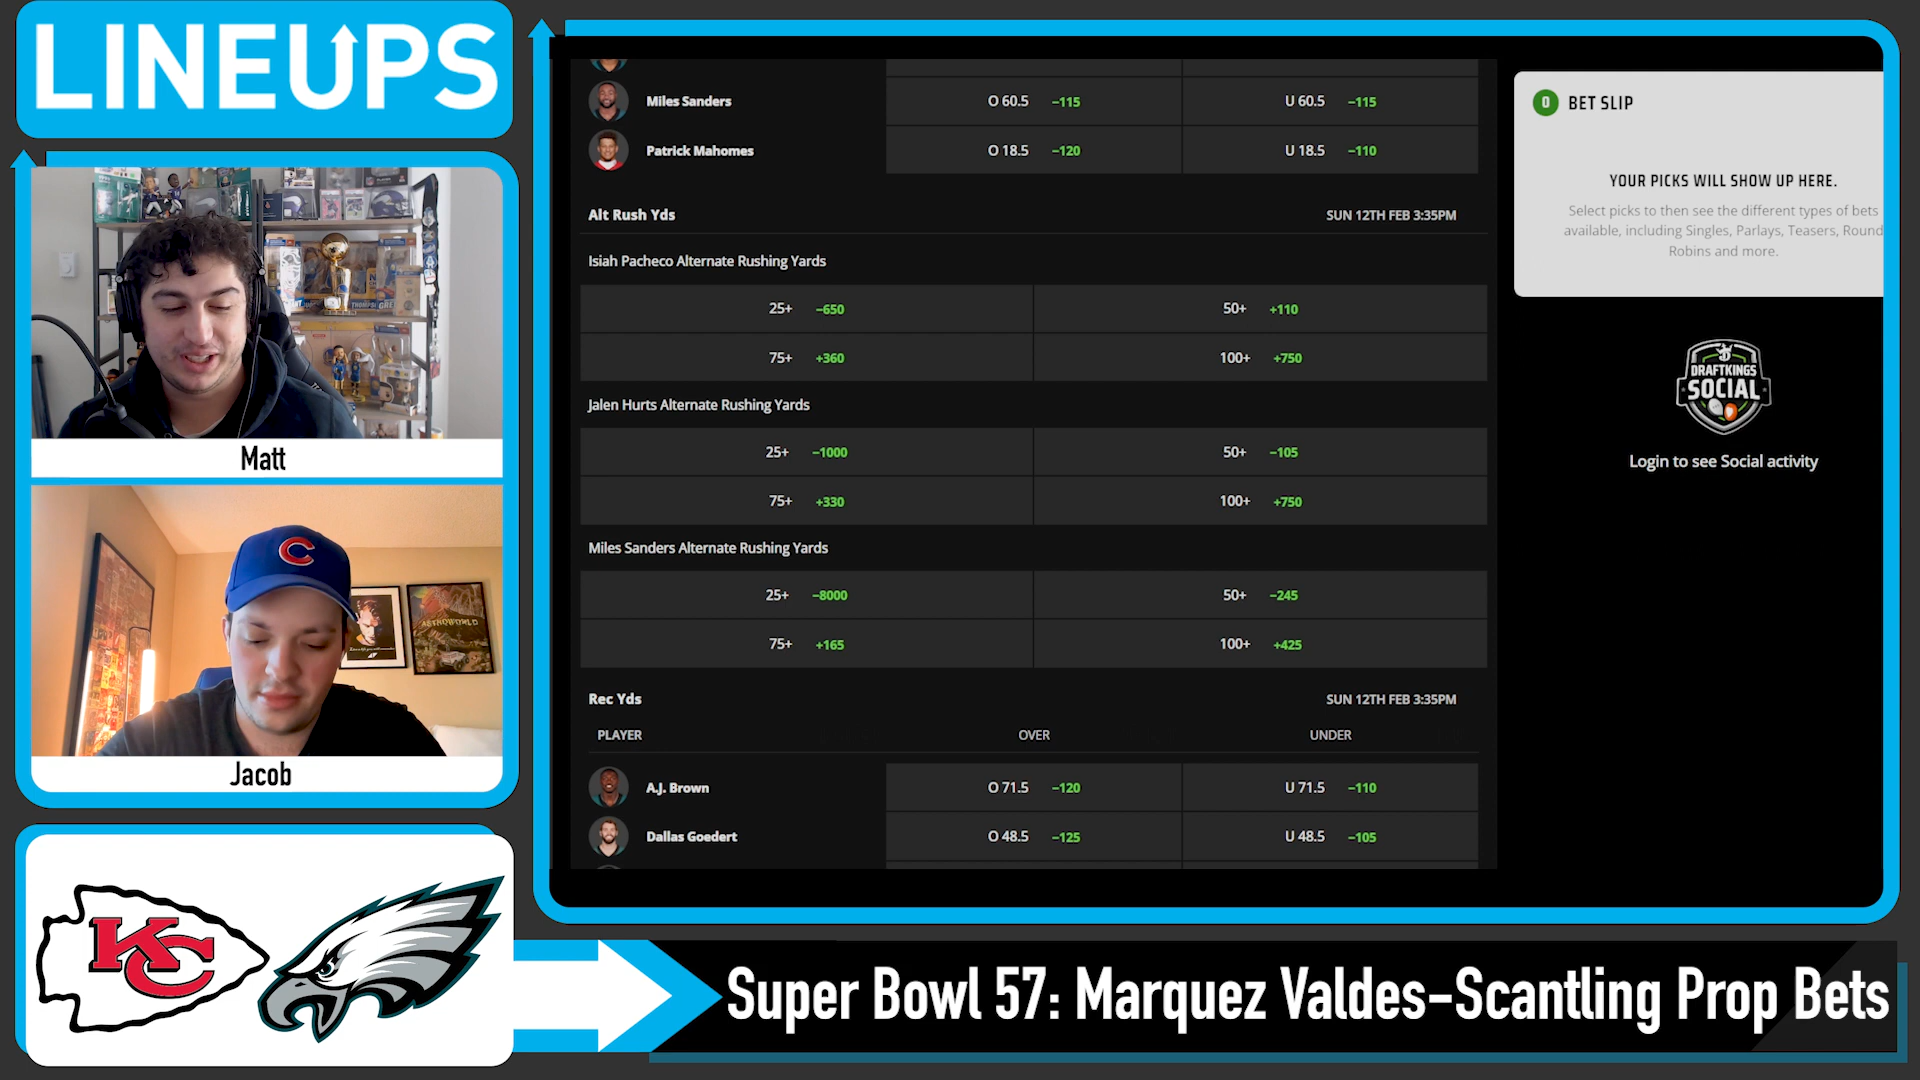 LINEUPS
Matt
Jacob
ASTROWORLD
KC
Miles Sanders O 60.5 −115 U 60.5 −115
Patrick Mahomes O 18.5 −120 U 18.5 −110
Alt Rush Yds SUN 12TH FEB 3:35PM
Isiah Pacheco Alternate Rushing Yards
25+ −650 50+ +110
75+ +360 100+ +750
Jalen Hurts Alternate Rushing Yards
25+ −1000 50+ −105
75+ +330 100+ +750
Miles Sanders Alternate Rushing Yards
25+ −8000 50+ −245
75+ +165 100+ +425
Rec Yds SUN 12TH FEB 3:35PM
PLAYER OVER UNDER
A.J. Brown O 71.5 −120 U 71.5 −110
Dallas Goedert O 48.5 −125 U 48.5 −105
0 BET SLIP
YOUR PICKS WILL SHOW UP HERE.
Select picks to then see the different types of bets
available, including Singles, Parlays, Teasers, Round
Robins and more.
DRAFTKINGS
SOCIAL
Login to see Social activity
Super Bowl 57: Marquez Valdes-Scantling Prop Bets